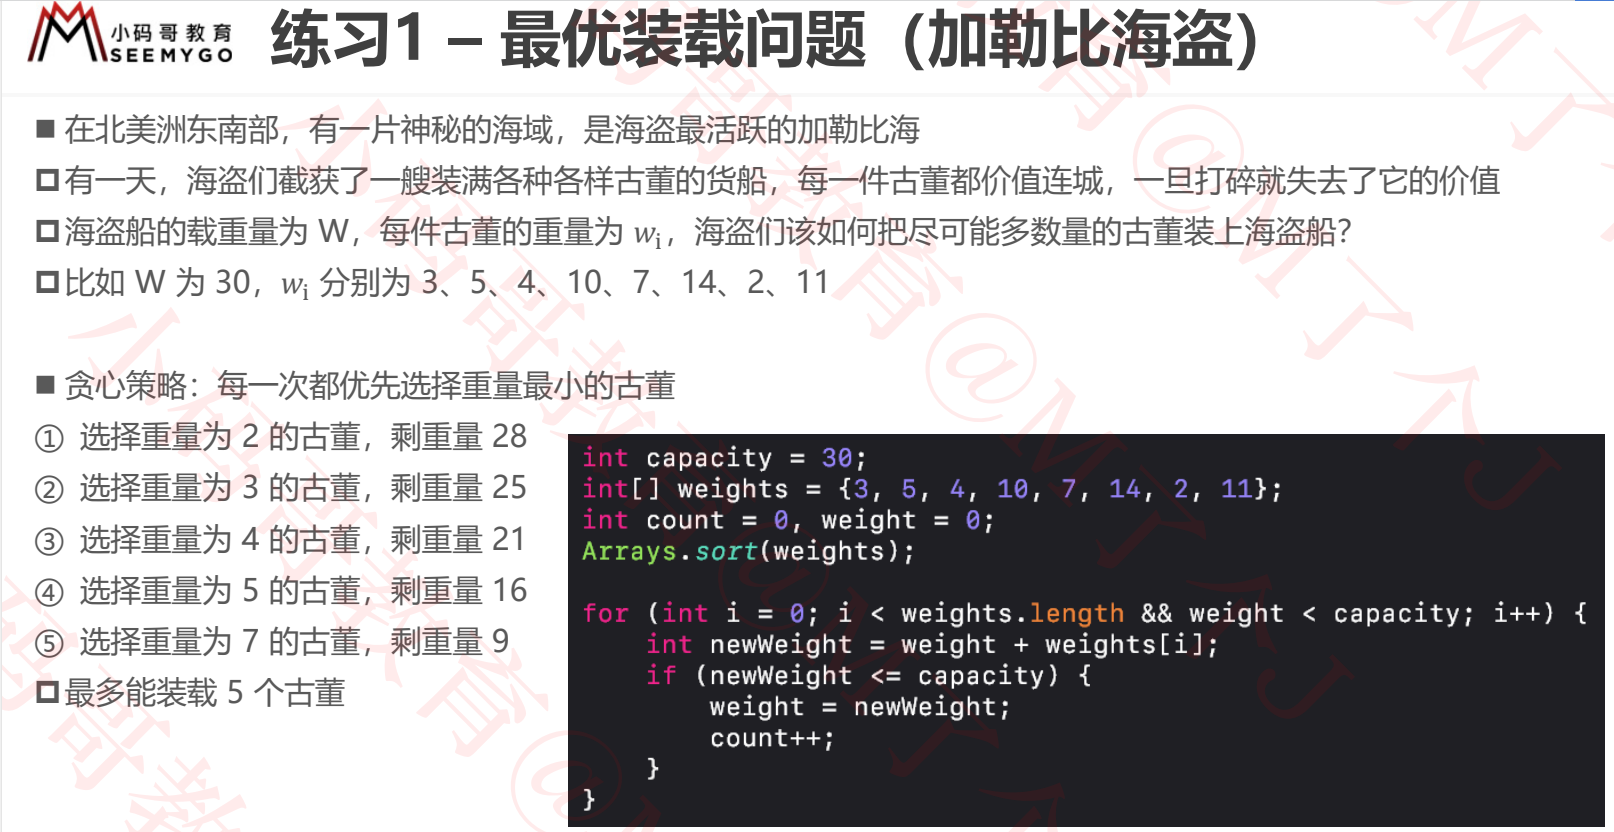 小码哥教育
SEEMYGO
练习1 – 最优装载问题（加勒比海盗）
■ 在北美洲东南部，有一片神秘的海域，是海盗最活跃的加勒比海
有一天，海盗们截获了一艘装满各种各样古董的货船，每一件古董都价值连城，一旦打碎就失去了它的价值
海盗船的载重量为 W，每件古董的重量为 wi，海盗们该如何把尽可能多数量的古董装上海盗船？
比如 W 为 30，wi 分别为 3、5、4、10、7、14、2、11
■ 贪心策略：每一次都优先选择重量最小的古董
① 选择重量为 2 的古董，剩重量 28
② 选择重量为 3 的古董，剩重量 25
③ 选择重量为 4 的古董，剩重量 21
④ 选择重量为 5 的古董，剩重量 16
⑤ 选择重量为 7 的古董，剩重量 9
最多能装载 5 个古董
int capacity = 30;
int[] weights = {3, 5, 4, 10, 7, 14, 2, 11};
int count = 0, weight = 0;
Arrays.sort(weights);
for (int i = 0; i < weights.length && weight < capacity; i++) {
    int newWeight = weight + weights[i];
    if (newWeight <= capacity) {
        weight = newWeight;
        count++;
    }
}
小码哥教育@M了个J